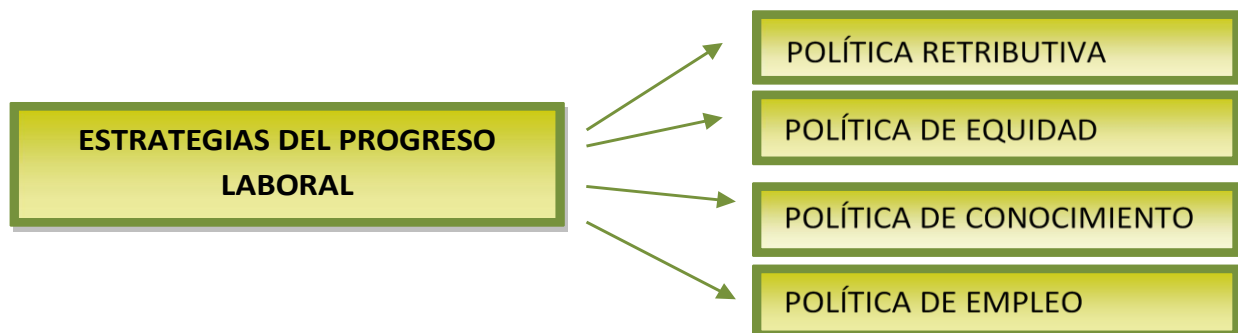 ESTRATEGIAS DEL PROGRESO
LABORAL
POLÍTICA RETRIBUTIVA
POLÍTICA DE EQUIDAD
POLÍTICA DE CONOCIMIENTO
POLÍTICA DE EMPLEO